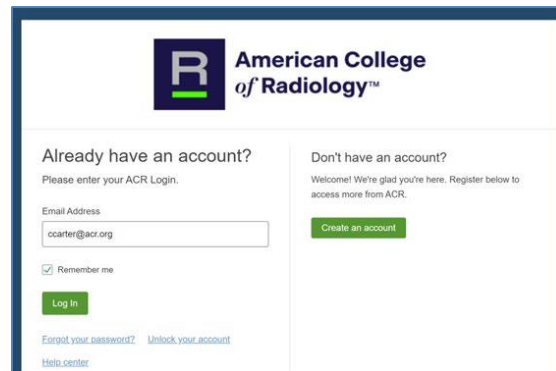 R
American College
of Radiology™
Already have an account?
Please enter your ACR Login.
Email Address
ccarter@acr.org
Remember me
Log In
Forgot your password? Unlock your account
Help center
Don't have an account?
Welcome! We're glad you're here. Register below to
access more from ACR.
Create an account